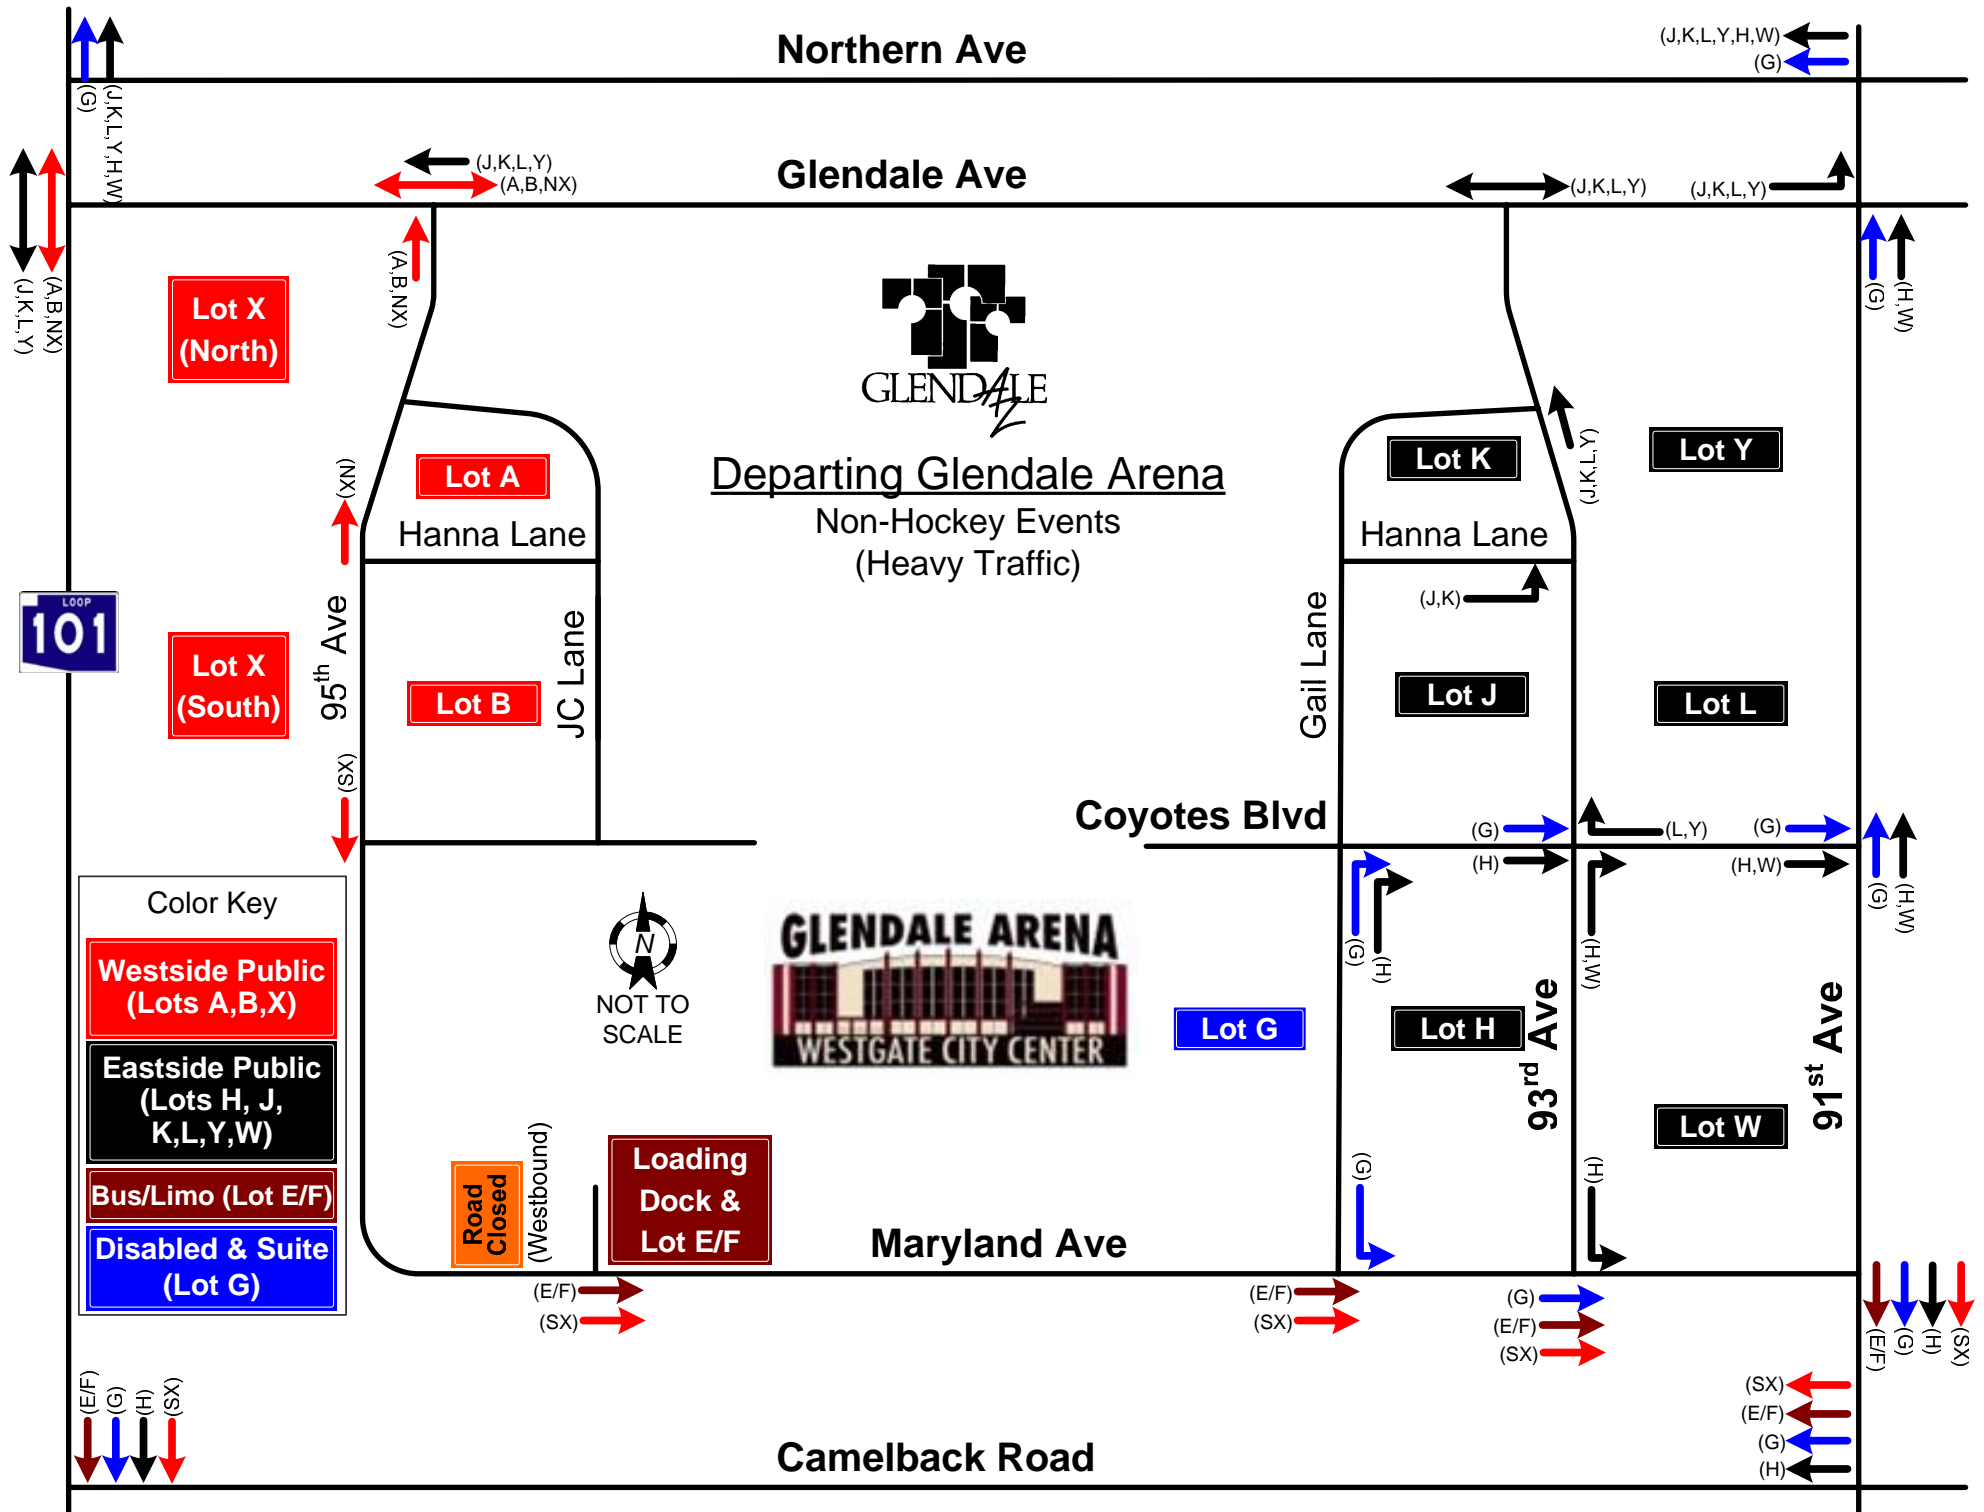 Northern Ave
(J,K,L,Y,H,W)
(G)
(G)
(J,K,L,Y,H,W)
(J,K,L,Y)
(A,B,NX)
Glendale Ave
(J,K,L,Y)
(J,K,L,Y)
(J,K,L,Y)
(A,B,NX)
(A,B,NX)
(G)
(H,W)
Lot X
(North)
GLENDALE
AZ
Departing Glendale Arena
Non-Hockey Events
(Heavy Traffic)
Lot A
(NX)
Hanna Lane
Lot K
(J,K,L,Y)
Lot Y
Hanna Lane
(J,K)
LOOP
101
95th Ave
JC Lane
Gail Lane
Lot X
(South)
Lot B
Lot J
Lot L
(SX)
Coyotes Blvd
(G)
(H)
(L,Y)
(G)
(H,W)
(G)
(H,W)
(G)
(H)
(H,W)
Color Key
Westside Public
(Lots A,B,X)
Eastside Public
(Lots H, J,
K,L,Y,W)
Bus/Limo (Lot E/F)
Disabled & Suite
(Lot G)
N
NOT TO
SCALE
GLENDALE ARENA
WESTGATE CITY CENTER
Lot G
Lot H
93rd Ave
91st Ave
Lot W
Road
Closed
(Westbound)
Loading
Dock &
Lot E/F
Maryland Ave
(G)
(H)
(E/F)
(SX)
(E/F)
(SX)
(G)
(E/F)
(SX)
(E/F)
(G)
(H)
(SX)
(E/F)
(G)
(H)
(SX)
(SX)
(E/F)
(G)
(H)
Camelback Road